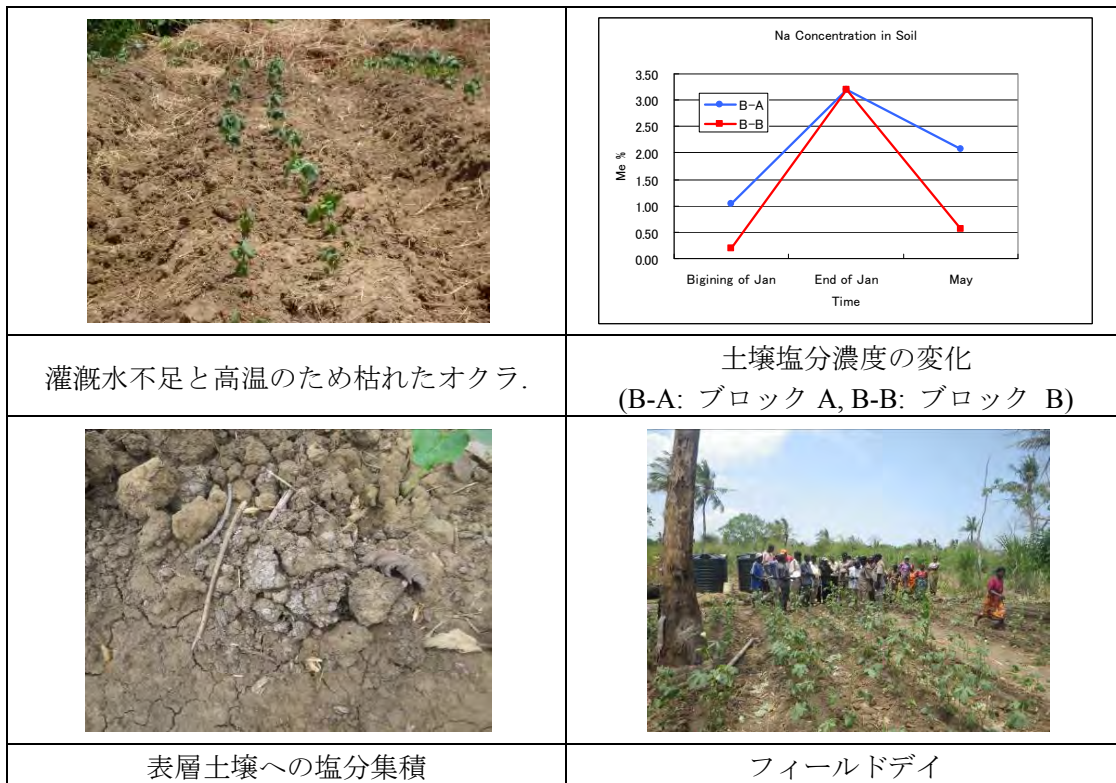 Na Concentration in Soil
3.50
3.00
2.50
2.00
1.50
1.00
0.50
0.00
Me %
B-A
B-B
Bigining of Jan
End of Jan
May
Time
灌漑水不足と高温のため枯れたオクラ.
土壌塩分濃度の変化
(B-A: ブロック A, B-B: ブロック B)
表層土壌への塩分集積
フィールドデイ